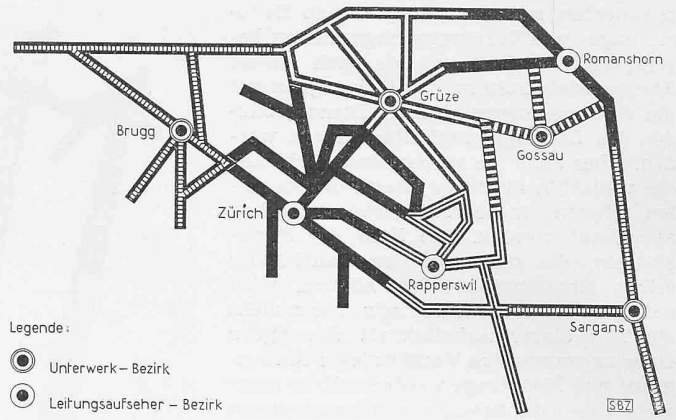 Romanshorn
Grüze
Brugg
Gossau
Zürich
Rapperswil
Sargans
Legende:
Unterwerk – Bezirk
Leitungsaufseher – Bezirk
SBZ